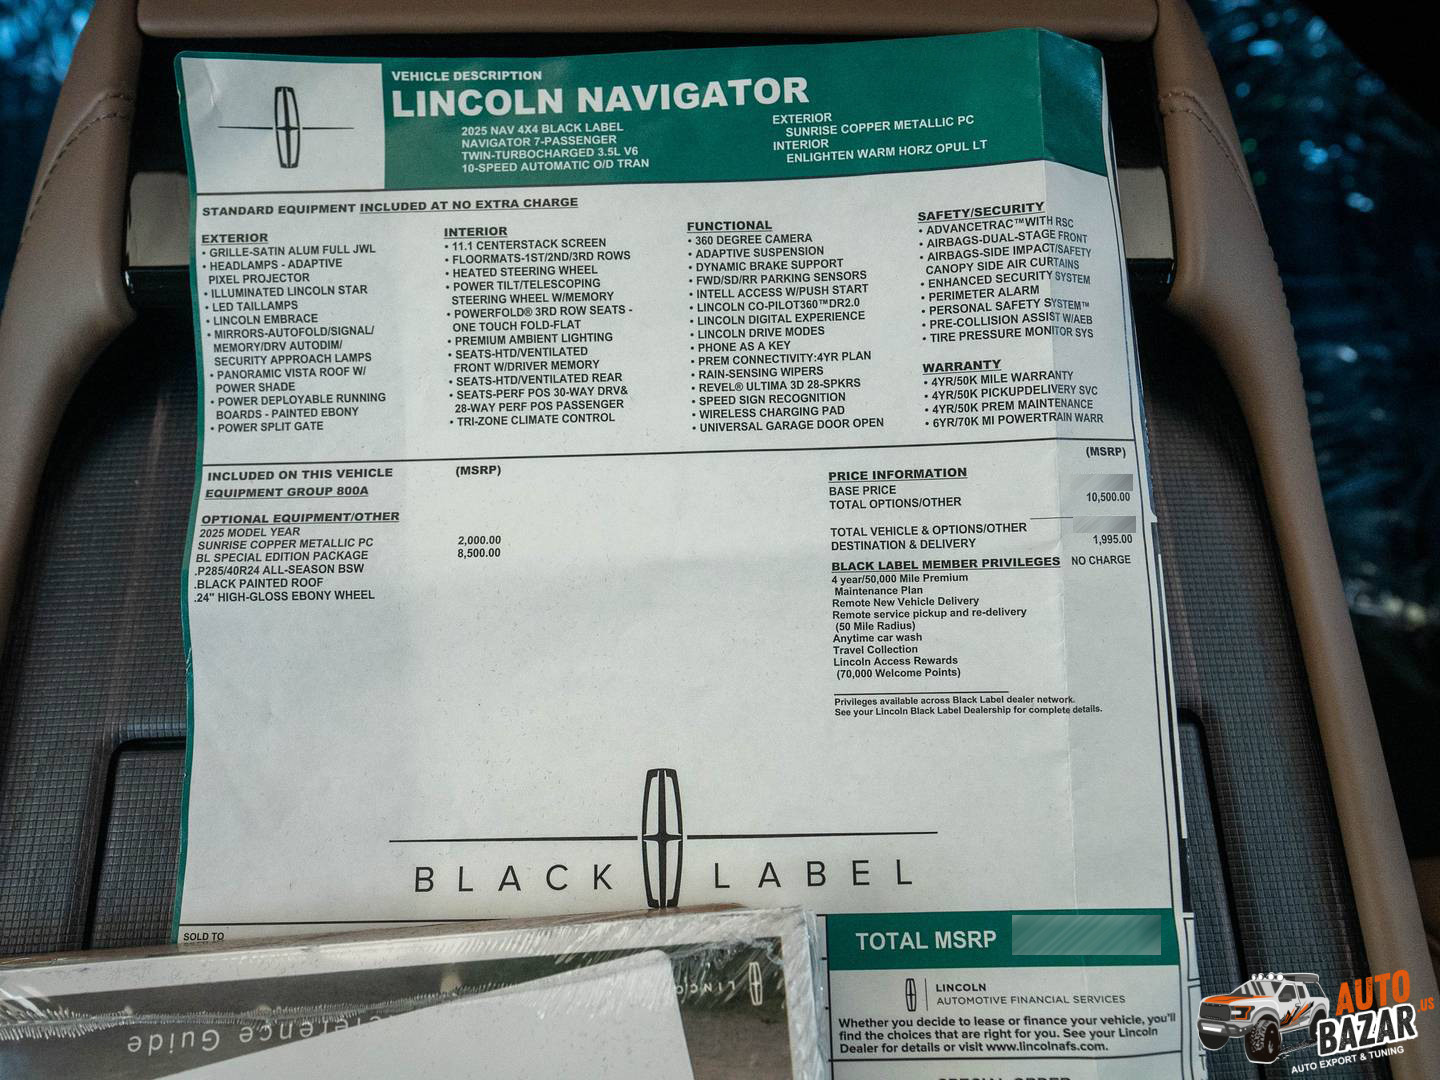 VEHICLE DESCRIPTION
LINCOLN NAVIGATOR
2025 NAV 4X4 BLACK LABEL
NAVIGATOR 7-PASSENGER
TWIN-TURBOCHARGED 3.5L V6
10-SPEED AUTOMATIC O/D TRAN
EXTERIOR
SUNRISE COPPER METALLIC PC
INTERIOR
ENLIGHTEN WARM HORZ OPUL LT
STANDARD EQUIPMENT INCLUDED AT NO EXTRA CHARGE
EXTERIOR
• GRILLE-SATIN ALUM FULL JWL
• HEADLAMPS - ADAPTIVE
PIXEL PROJECTOR
• ILLUMINATED LINCOLN STAR
• LED TAILLAMPS
• LINCOLN EMBRACE
• MIRRORS-AUTOFOLD/SIGNAL/
MEMORY/DRV AUTODIM/
SECURITY APPROACH LAMPS
• PANORAMIC VISTA ROOF W/
POWER SHADE
• POWER DEPLOYABLE RUNNING
BOARDS - PAINTED EBONY
• POWER SPLIT GATE
INTERIOR
• 11.1 CENTERSTACK SCREEN
• FLOORMATS-1ST/2ND/3RD ROWS
• HEATED STEERING WHEEL
• POWER TILT/TELESCOPING
STEERING WHEEL W/MEMORY
• POWERFOLD® 3RD ROW SEATS -
ONE TOUCH FOLD-FLAT
• PREMIUM AMBIENT LIGHTING
• SEATS-HTD/VENTILATED
FRONT W/DRIVER MEMORY
• SEATS-HTD/VENTILATED REAR
• SEATS-PERF POS 30-WAY DRV&
28-WAY PERF POS PASSENGER
• TRI-ZONE CLIMATE CONTROL
FUNCTIONAL
• 360 DEGREE CAMERA
• ADAPTIVE SUSPENSION
• DYNAMIC BRAKE SUPPORT
• FWD/SD/RR PARKING SENSORS
• INTELL ACCESS W/PUSH START
• LINCOLN CO-PILOT360™DR2.0
• LINCOLN DIGITAL EXPERIENCE
• LINCOLN DRIVE MODES
• PHONE AS A KEY
• PREM CONNECTIVITY:4YR PLAN
• RAIN-SENSING WIPERS
• REVEL® ULTIMA 3D 28-SPKRS
• SPEED SIGN RECOGNITION
• WIRELESS CHARGING PAD
• UNIVERSAL GARAGE DOOR OPEN
SAFETY/SECURITY
• ADVANCETRAC™WITH RSC
• AIRBAGS-DUAL-STAGE FRONT
• AIRBAGS-SIDE IMPACT/SAFETY
CANOPY SIDE AIR CURTAINS
• ENHANCED SECURITY SYSTEM
• PERIMETER ALARM
• PERSONAL SAFETY SYSTEM™
• PRE-COLLISION ASSIST W/AEB
• TIRE PRESSURE MONITOR SYS
WARRANTY
• 4YR/50K MILE WARRANTY
• 4YR/50K PICKUPDELIVERY SVC
• 4YR/50K PREM MAINTENANCE
• 6YR/70K MI POWERTRAIN WARR
INCLUDED ON THIS VEHICLE (MSRP)
EQUIPMENT GROUP 800A
OPTIONAL EQUIPMENT/OTHER
2025 MODEL YEAR
SUNRISE COPPER METALLIC PC 2,000.00
BL SPECIAL EDITION PACKAGE 8,500.00
.P285/40R24 ALL-SEASON BSW
.BLACK PAINTED ROOF
.24" HIGH-GLOSS EBONY WHEEL
(MSRP)
PRICE INFORMATION
BASE PRICE
TOTAL OPTIONS/OTHER 10,500.00
TOTAL VEHICLE & OPTIONS/OTHER
DESTINATION & DELIVERY 1,995.00
BLACK LABEL MEMBER PRIVILEGES NO CHARGE
4 year/50,000 Mile Premium
Maintenance Plan
Remote New Vehicle Delivery
Remote service pickup and re-delivery
(50 Mile Radius)
Anytime car wash
Travel Collection
Lincoln Access Rewards
(70,000 Welcome Points)
Privileges available across Black Label dealer network.
See your Lincoln Black Label Dealership for complete details.
BLACK LABEL
SOLD TO
TOTAL MSRP
LINCOLN
AUTOMOTIVE FINANCIAL SERVICES
Whether you decide to lease or finance your vehicle, you'll
find the choices that are right for you. See your Lincoln
Dealer for details or visit www.lincolnafs.com.
Reference Guide
AUTO
BAZAR.US
AUTO EXPORT & TUNING